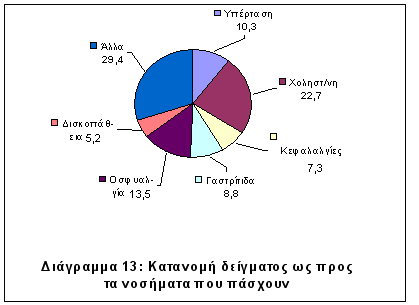 Υπέρταση
10,3
Άλλα
29,4
Χοληστ/νη
22,7
Δισκοπάθ-
εια 5,2
Κεφαλαλγίες
7,3
Οσφυαλ-
γία 13,5
Γαστρίτιδα
8,8
Διάγραμμα 13: Κατανομή δείγματος ως προς
τα νοσήματα που πάσχουν